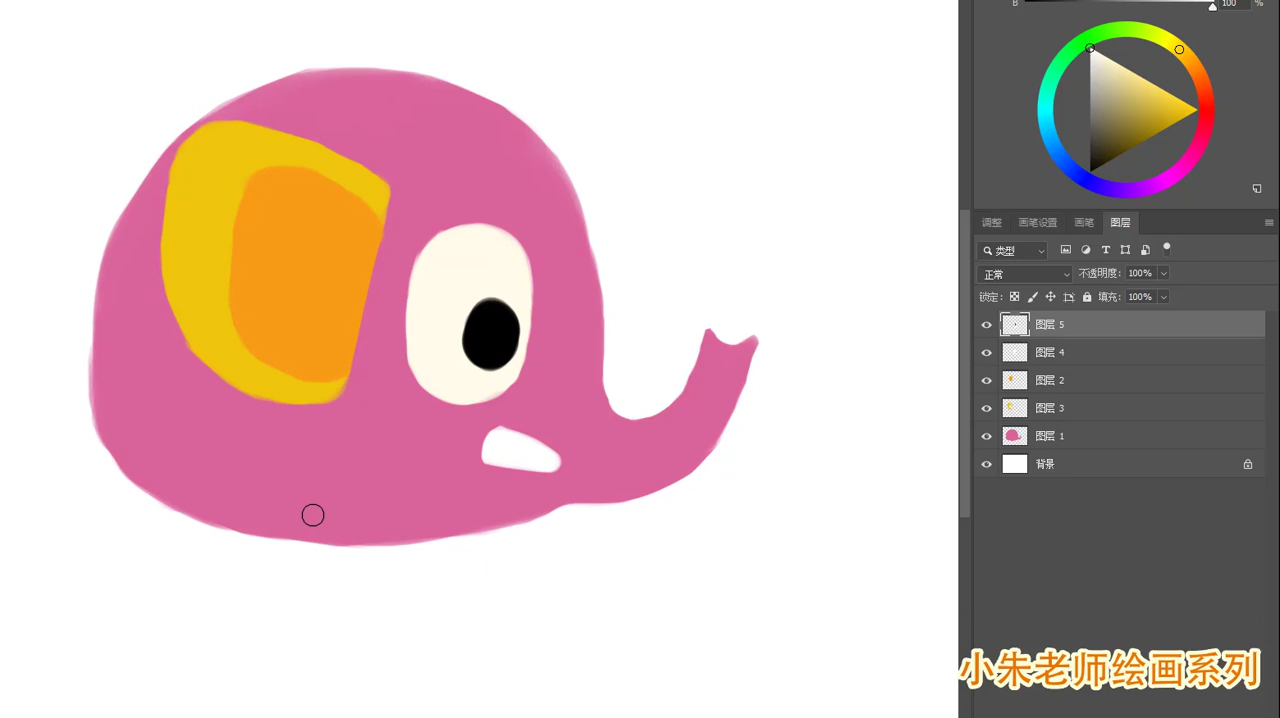 B 100 %
调整 画笔设置 画笔 图层
类型
正常 不透明度: 100%
锁定: 填充: 100%
图层 5
图层 4
图层 2
图层 3
图层 1
背景
小朱老师绘画系列